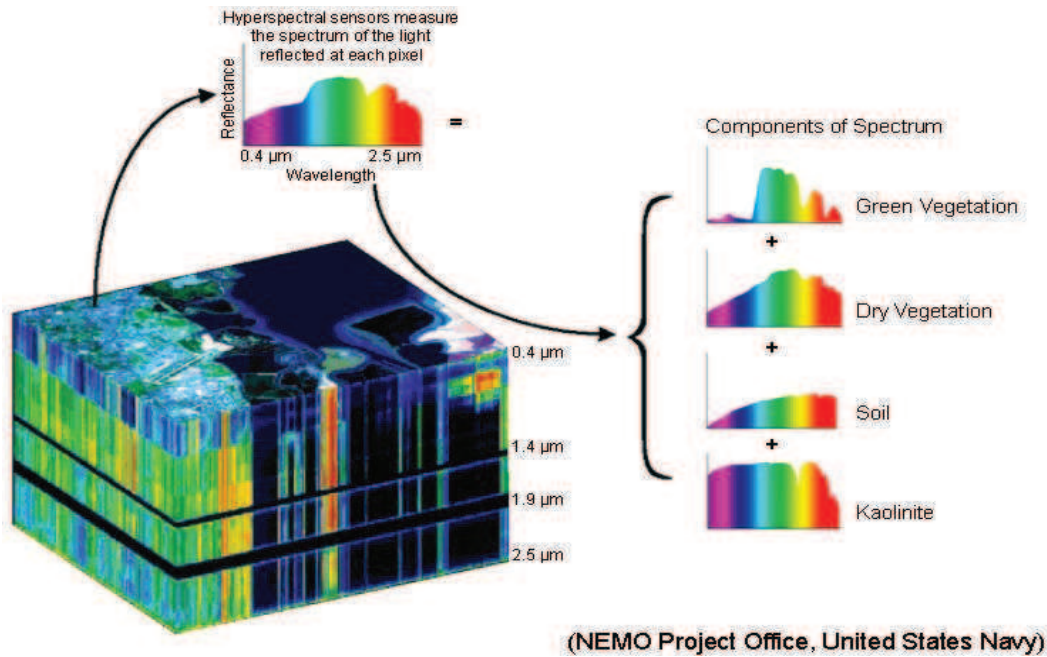 Hyperspectral sensors measure
the spectrum of the light
reflected at each pixel
Reflectance
0.4 µm
2.5 µm
Wavelength
=
Components of Spectrum
Green Vegetation
+
Dry Vegetation
+
Soil
+
Kaolinite
0.4 µm
1.4 µm
1.9 µm
2.5 µm
(NEMO Project Office, United States Navy)